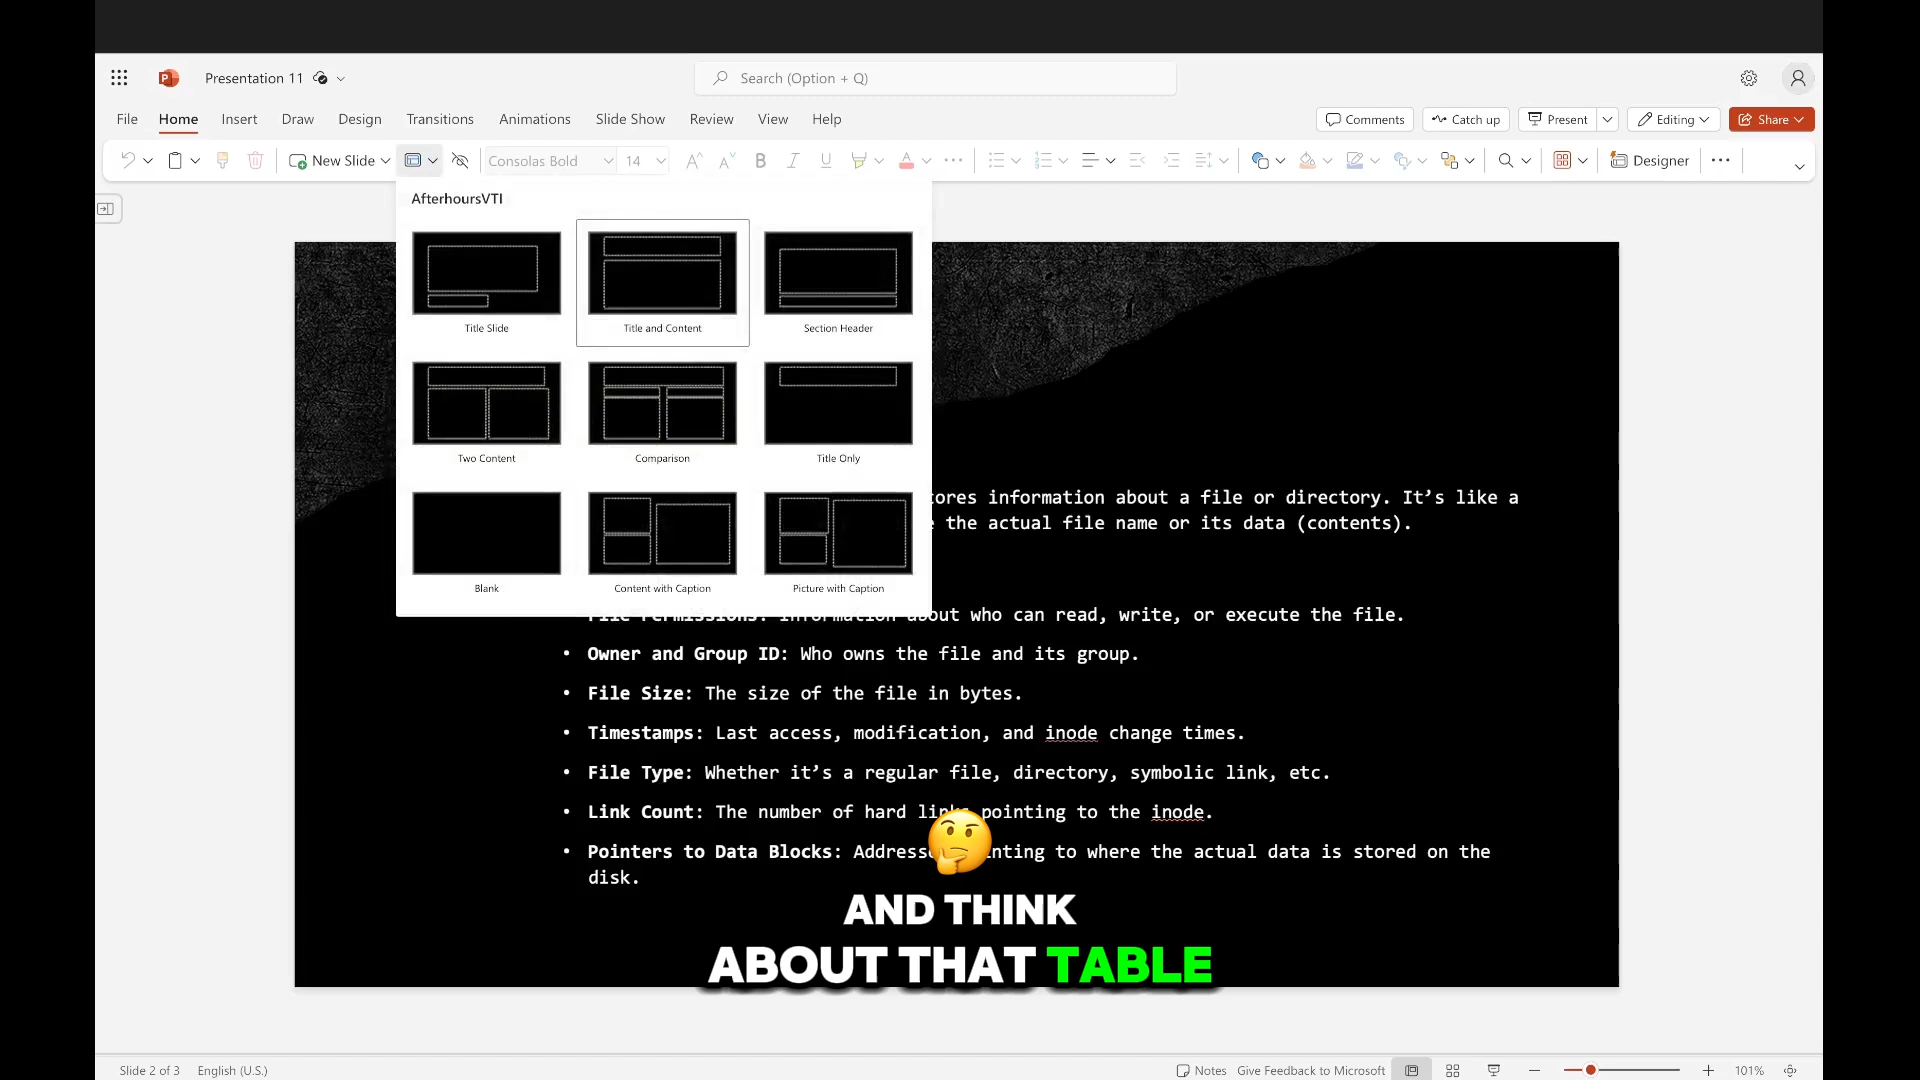 Presentation 11
Search (Option + Q)
File Home Insert Draw Design Transitions Animations Slide Show Review View Help
Comments Catch up Present Editing Share
New Slide Consolas Bold 14 Designer
AfterhoursVTI
Title Slide Title and Content Section Header
Two Content Comparison Title Only
Blank Content with Caption Picture with Caption
tores information about a file or directory. It’s like a
the actual file name or its data (contents).
File Permissions: Information about who can read, write, or execute the file.
• Owner and Group ID: Who owns the file and its group.
• File Size: The size of the file in bytes.
• Timestamps: Last access, modification, and inode change times.
• File Type: Whether it’s a regular file, directory, symbolic link, etc.
• Link Count: The number of hard links pointing to the inode.
• Pointers to Data Blocks: Address nting to where the actual data is stored on the
disk.
AND THINK
ABOUT THAT TABLE
Slide 2 of 3 English (U.S.) Notes Give Feedback to Microsoft 101%